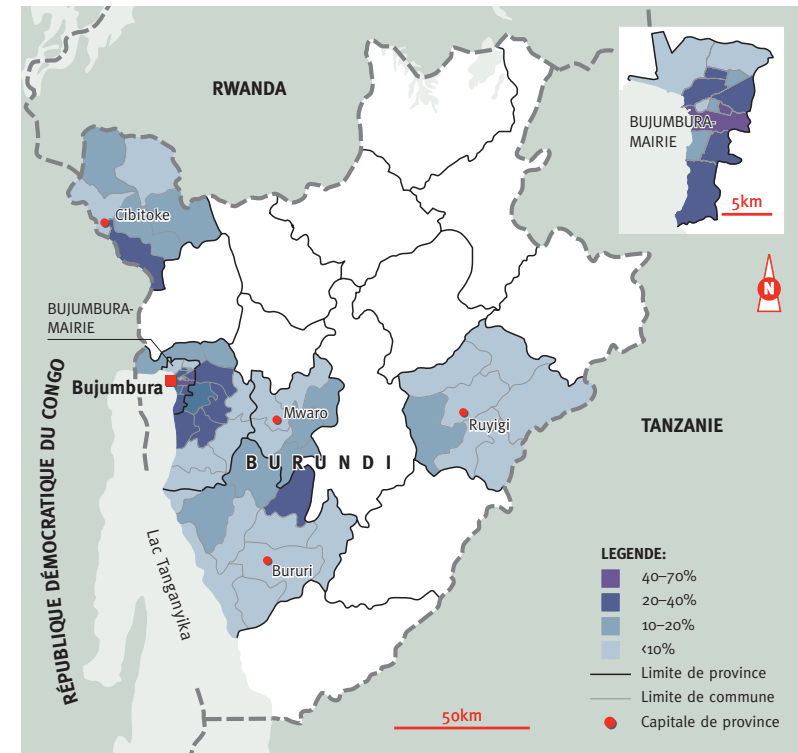 RWANDA
BUJUMBURA-
MAIRIE
5km
Cibitoke
N
BUJUMBURA-
MAIRIE
Bujumbura
Mwaro
Ruyigi
TANZANIE
RÉPUBLIQUE DÉMOCRATIQUE DU CONGO
BURUNDI
Lac Tanganyika
Bururi
LEGENDE:
40–70%
20–40%
10–20%
<10%
Limite de province
Limite de commune
Capitale de province
50km